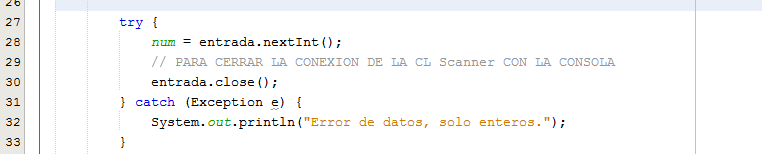 26
27 try {
28 num = entrada.nextInt();
29 // PARA CERRAR LA CONEXION DE LA CL Scanner CON LA CONSOLA
30 entrada.close();
31 } catch (Exception e) {
32 System.out.println("Error de datos, solo enteros.");
33 }